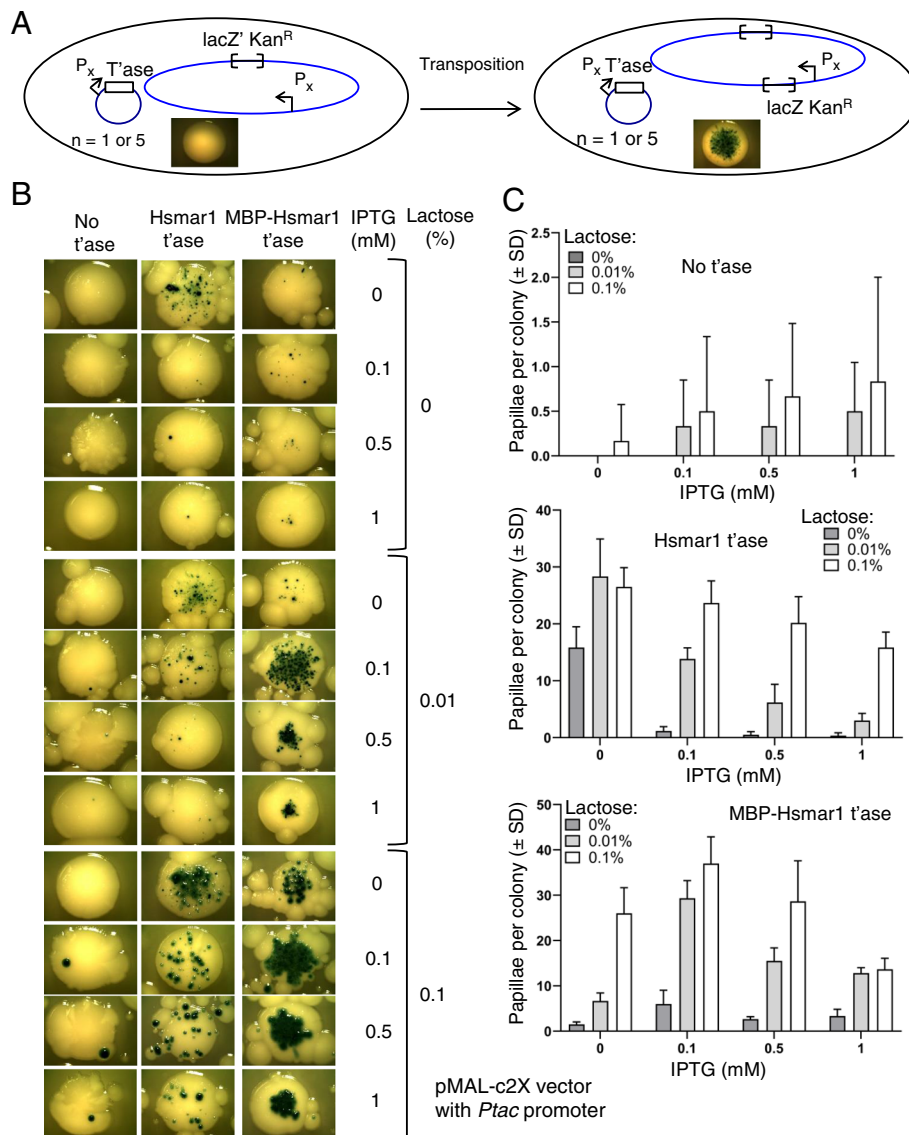 A
lacZ' Kan^R
P_x T'ase
P_x
n = 1 or 5
Transposition
P_x T'ase
P_x
lacZ Kan^R
n = 1 or 5
B
No t'ase
Hsmar1 t'ase
MBP-Hsmar1 t'ase
IPTG (mM)
Lactose (%)
0
0.1
0.5
1
0
0
0.1
0.5
1
0.01
0
0.1
0.5
1
0.1
pMAL-c2X vector
with Ptac promoter
C
Lactose:
0%
0.01%
0.1%
No t'ase
Papillae per colony (± SD)
2.5
2.0
1.5
1.0
0.5
0.0
0 0.1 0.5 1
IPTG (mM)
Lactose:
0%
0.01%
0.1%
Hsmar1 t'ase
Papillae per colony (± SD)
40
30
20
10
0
0 0.1 0.5 1
IPTG (mM)
Lactose:
0%
0.01%
0.1%
MBP-Hsmar1 t'ase
Papillae per colony (± SD)
50
40
30
20
10
0
0 0.1 0.5 1
IPTG (mM)